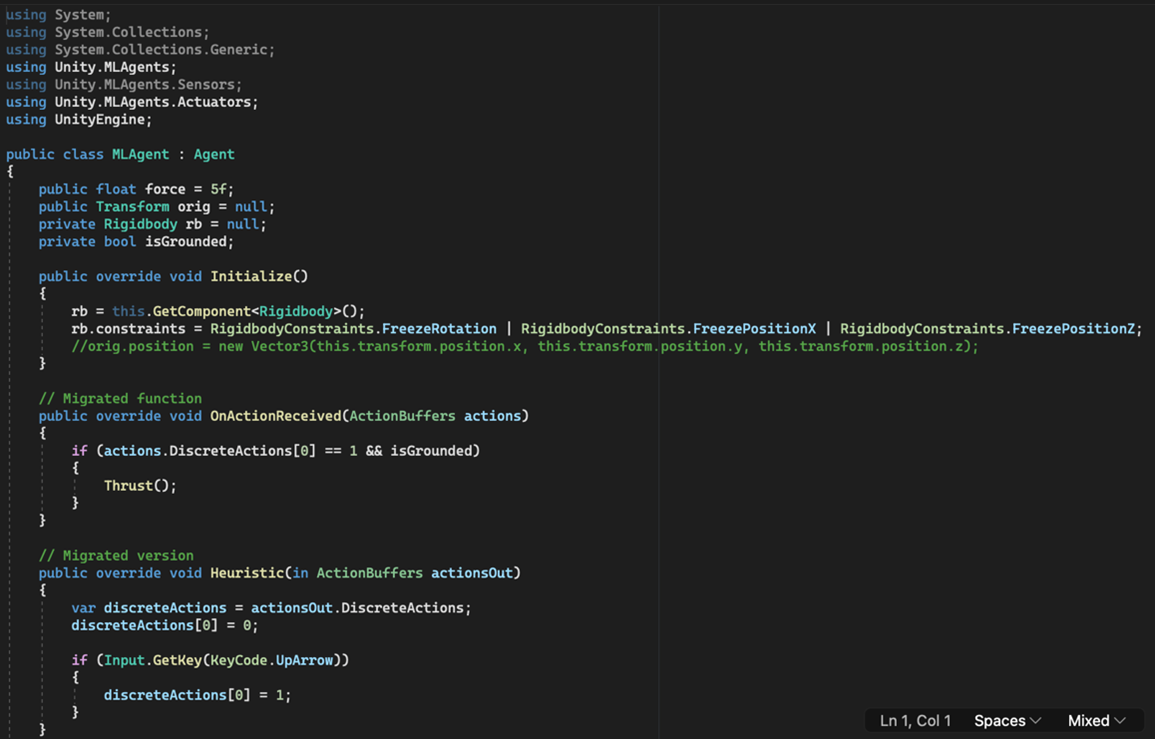 using System;
using System.Collections;
using System.Collections.Generic;
using Unity.MLAgents;
using Unity.MLAgents.Sensors;
using Unity.MLAgents.Actuators;
using UnityEngine;

public class MLAgent : Agent
{
    public float force = 5f;
    public Transform orig = null;
    private Rigidbody rb = null;
    private bool isGrounded;

    public override void Initialize()
    {
        rb = this.GetComponent<Rigidbody>();
        rb.constraints = RigidbodyConstraints.FreezeRotation | RigidbodyConstraints.FreezePositionX | RigidbodyConstraints.FreezePositionZ;
        //orig.position = new Vector3(this.transform.position.x, this.transform.position.y, this.transform.position.z);
    }

    // Migrated function
    public override void OnActionReceived(ActionBuffers actions)
    {
        if (actions.DiscreteActions[0] == 1 && isGrounded)
        {
            Thrust();
        }
    }

    // Migrated version
    public override void Heuristic(in ActionBuffers actionsOut)
    {
        var discreteActions = actionsOut.DiscreteActions;
        discreteActions[0] = 0;

        if (Input.GetKey(KeyCode.UpArrow))
        {
            discreteActions[0] = 1;
        }
    }
Ln 1, Col 1 Spaces Mixed